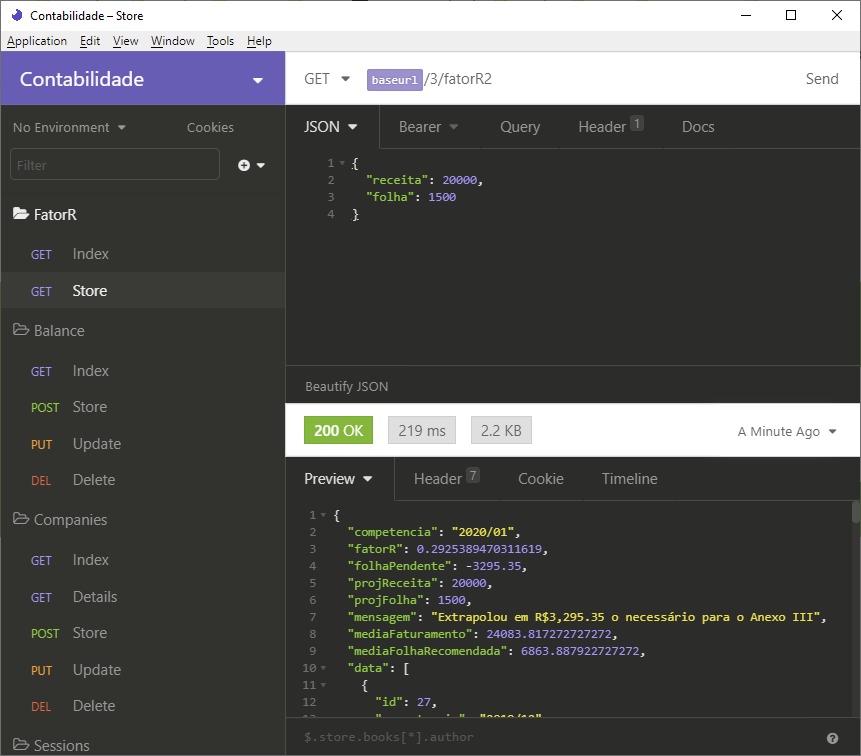 Contabilidade – Store
Application Edit View Window Tools Help
Contabilidade
GET baseurl/3/fatorR2 Send
No Environment Cookies
JSON Bearer Query Header 1 Docs
Filter
1 {
2 "receita": 20000,
3 "folha": 1500
4 }
FatorR
GET Index
GET Store
Balance
GET Index
POST Store
PUT Update
DEL Delete
Companies
GET Index
GET Details
POST Store
PUT Update
DEL Delete
Sessions
Beautify JSON
200 OK 219 ms 2.2 KB A Minute Ago
Preview Header 7 Cookie Timeline
1 {
2 "competencia": "2020/01",
3 "fatorR": 0.2925389470311619,
4 "folhaPendente": -3295.35,
5 "projReceita": 20000,
6 "projFolha": 1500,
7 "mensagem": "Extrapolou em R$3,295.35 o necessário para o Anexo III",
8 "mediaFaturamento": 24083.817272727272,
9 "mediaFolhaRecomendada": 6863.887922727272,
10 "data": [
11 {
12 "id": 27,
$.store.books[*].author